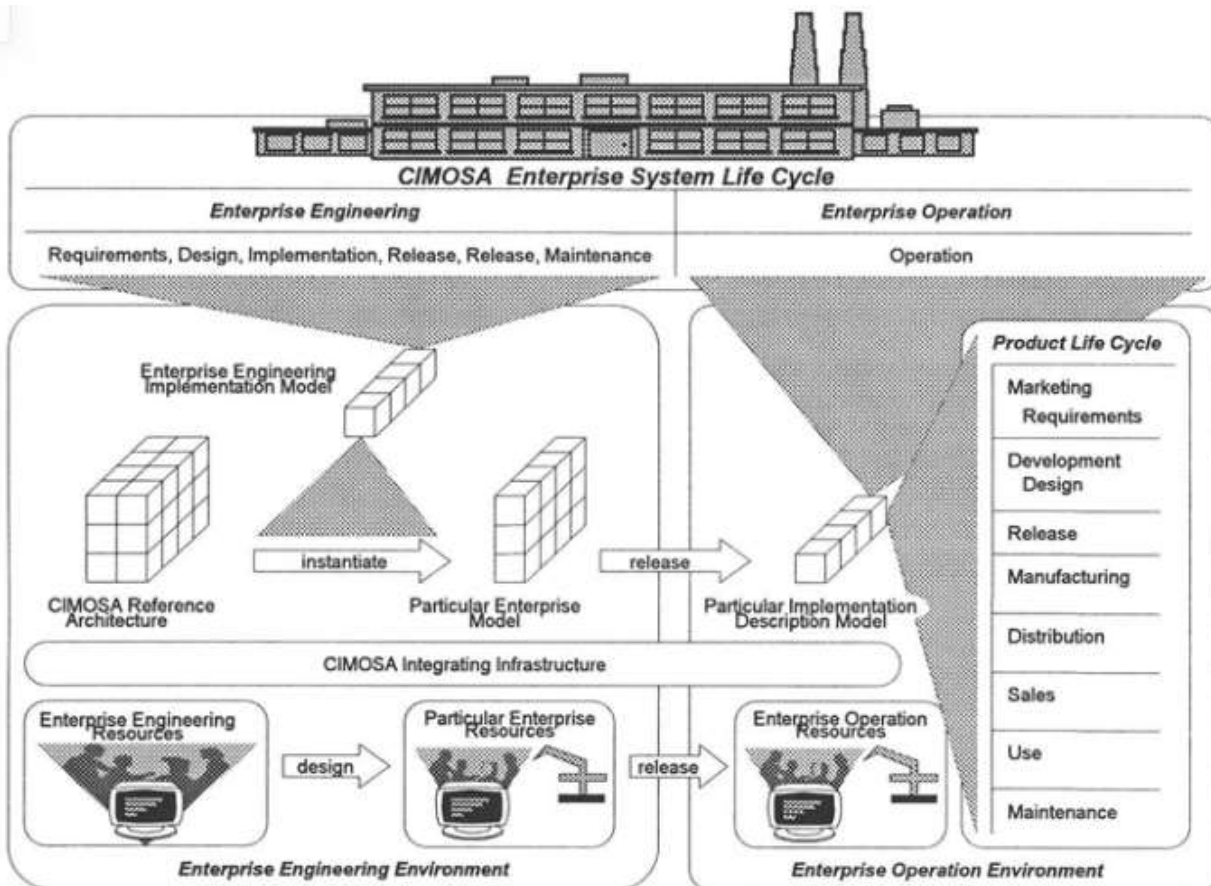 CIMOSA Enterprise System Life Cycle
Enterprise Engineering
Enterprise Operation
Requirements, Design, Implementation, Release, Release, Maintenance
Operation
Enterprise Engineering
Implementation Model
Product Life Cycle
Marketing
Requirements
Development
Design
Release
Manufacturing
Distribution
Sales
Use
Maintenance
instantiate
release
CIMOSA Reference
Architecture
Particular Enterprise
Model
Particular Implementation
Description Model
CIMOSA Integrating Infrastructure
Enterprise Engineering
Resources
design
Particular Enterprise
Resources
release
Enterprise Operation
Resources
Enterprise Engineering Environment
Enterprise Operation Environment